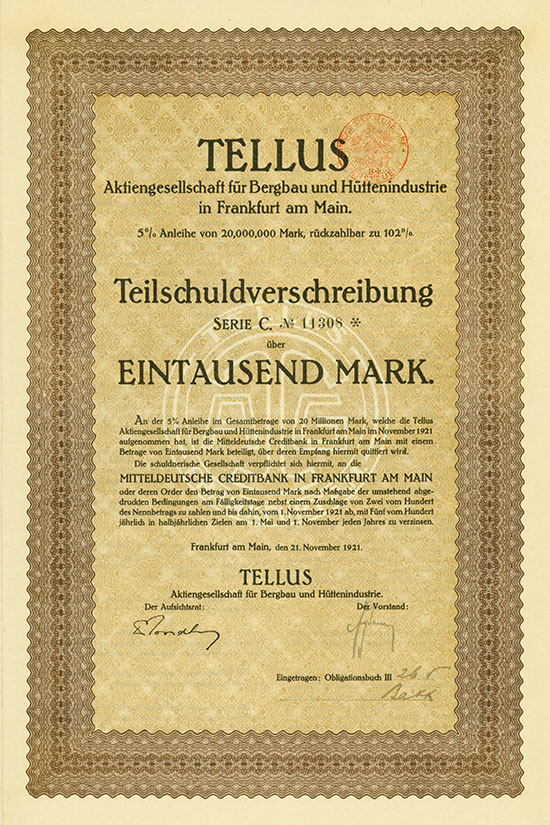 TELLUS
Aktiengesellschaft für Bergbau und Hüttenindustrie
in Frankfurt am Main.
5% Anleihe von 20,000,000 Mark, rückzahlbar zu 102%.
Teilschuldverschreibung
SERIE C. № 11308 *
über
EINTAUSEND MARK.
An der 5% Anleihe im Gesamtbetrage von 20 Millionen Mark, welche die Tellus
Aktiengesellschaft für Bergbau und Hüttenindustrie in Frankfurt am Main im November 1921
aufgenommen hat, ist die Mitteldeutsche Creditbank in Frankfurt am Main mit einem
Betrage von Eintausend Mark beteiligt, über deren Empfang hiermit quittiert wird.
Die schuldnerische Gesellschaft verpflichtet sich hiermit, an die
MITTELDEUTSCHE CREDITBANK IN FRANKFURT AM MAIN
oder deren Order den Betrag von Eintausend Mark nach Maßgabe der umstehend abge-
druckten Bedingungen am Fälligkeitstage nebst einem Zuschlage von Zwei vom Hundert
des Nennbetrags zu zahlen und bis dahin, vom 1. November 1921 ab, mit Fünf vom Hundert
jährlich in halbjährlichen Zielen am 1. Mai und 1. November jeden Jahres zu verzinsen.
Frankfurt am Main, den 21. November 1921.
TELLUS
Aktiengesellschaft für Bergbau und Hüttenindustrie.
Der Aufsichtsrat: Der Vorstand:
Eingetragen: Obligationsbuch III